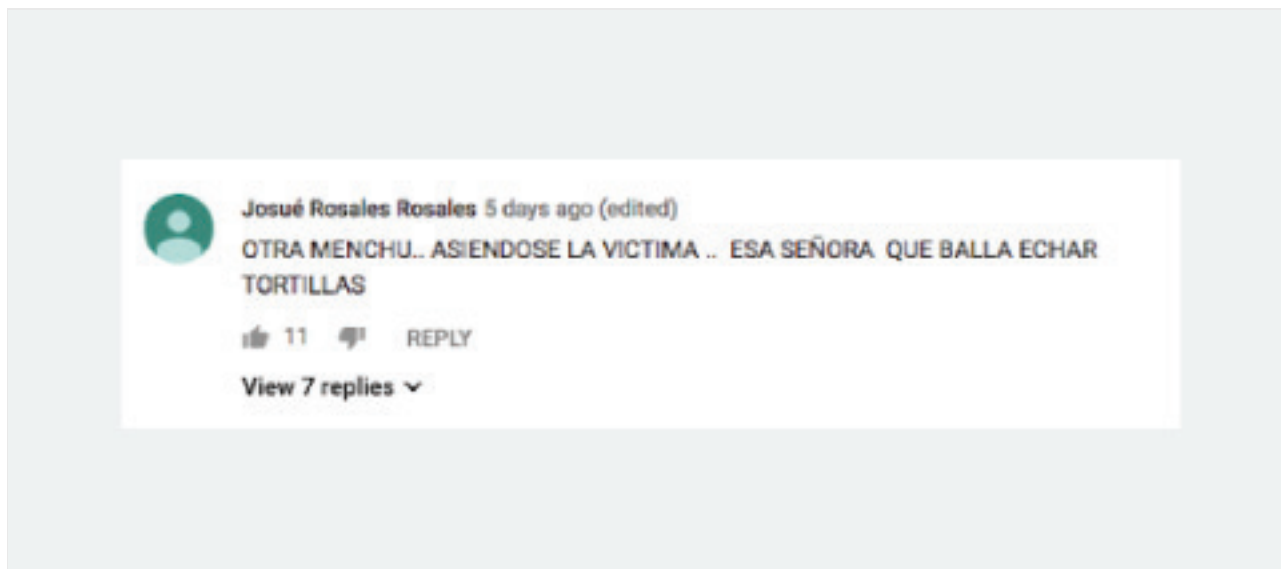 Josué Rosales Rosales 5 days ago (edited)
OTRA MENCHU.. ASIENDOSE LA VICTIMA .. ESA SEÑORA QUE BALLA ECHAR
TORTILLAS
11 REPLY
View 7 replies